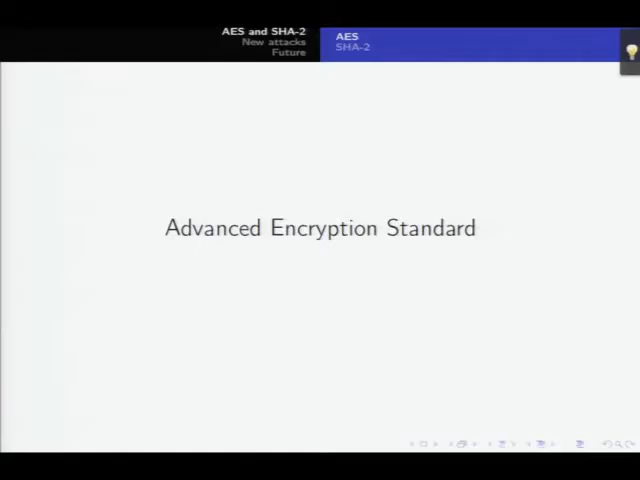 AES and SHA-2
New attacks
Future
AES
SHA-2
Advanced Encryption Standard